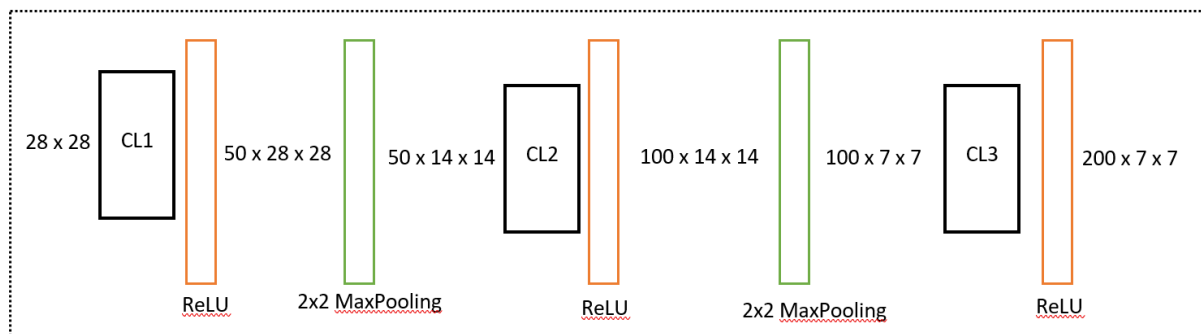 28 x 28
CL1
ReLU
50 x 28 x 28
2x2 MaxPooling
50 x 14 x 14
CL2
ReLU
100 x 14 x 14
2x2 MaxPooling
100 x 7 x 7
CL3
ReLU
200 x 7 x 7